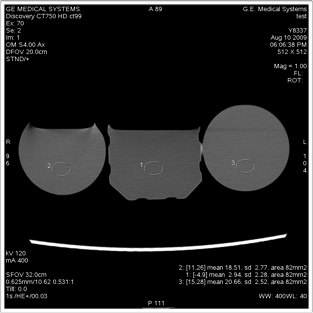 GE MEDICAL SYSTEMS
Discovery CT750 HD ct99
Ex: 70
Se: 2
Im: 1
OM S4.00 Ax
DFOV 20.0cm
STND/+
A 89
G.E. Medical Systems
test
Y8337
Aug 10 2009
06:06:38 PM
512 X 512
Mag = 1.00
FL:
ROT:
R
9
6
L
1
0
4
2
1
3
kV 120
mA 400
SFOV 32.0cm
0.625mm/10.62 0.531:1
Tilt: 0.0
1s /HE+/00.03
2: [11,26] mean 18.51, sd 2.77, area 82mm2
1: [-4,9] mean 2.94, sd 2.28, area 82mm2
3: [15,28] mean 20.66, sd 2.52, area 82mm2
P 111
WW: 400WL: 40